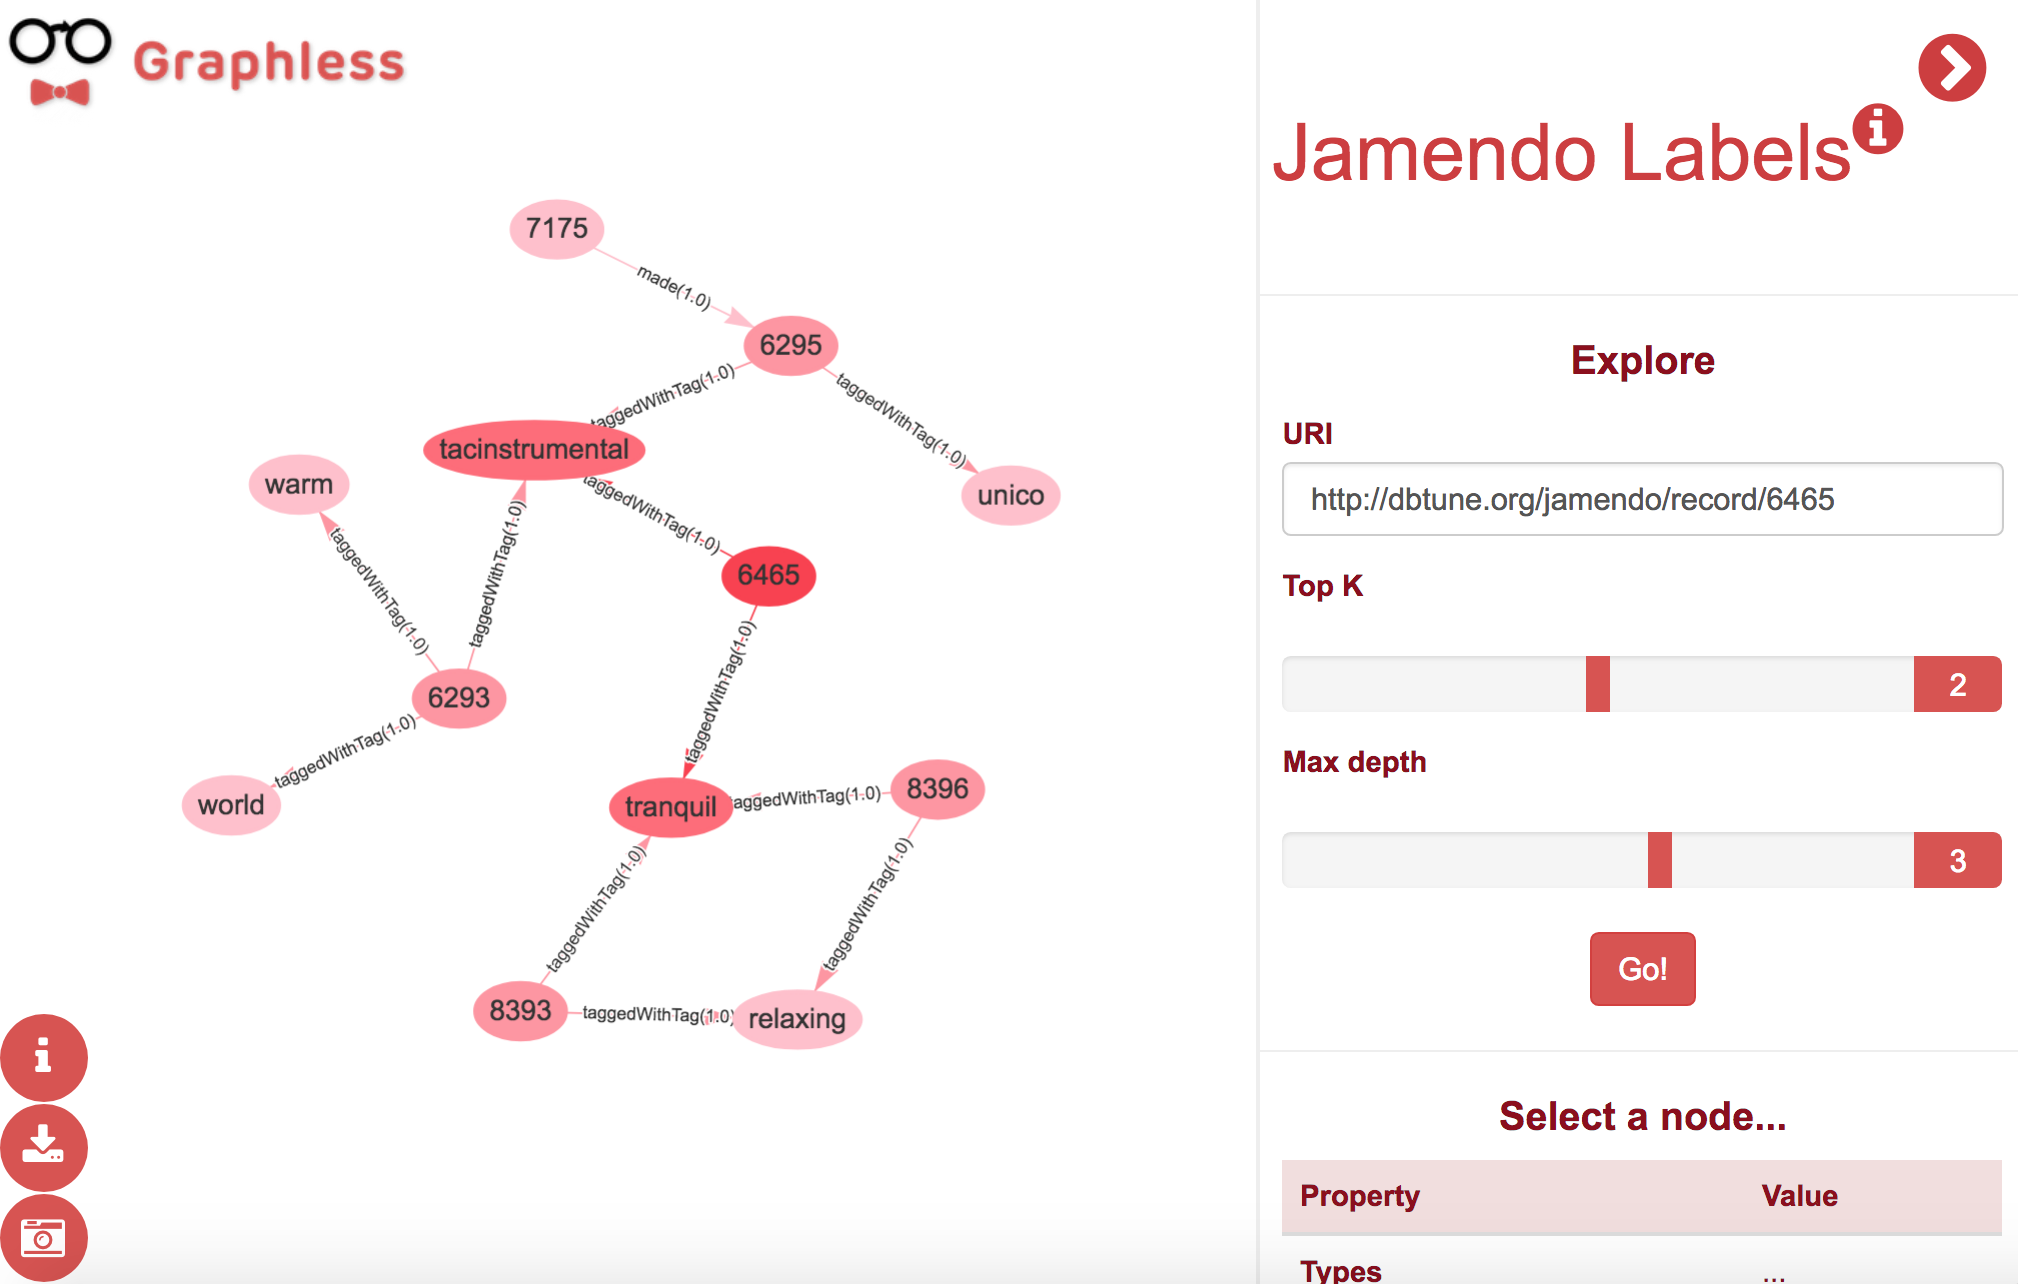 Graphless
7175
made(1.0)
6295
taggedWithTag(1.0)
taggedWithTag(1.0)
tacinstrumental
warm
unico
taggedWithTag(1.0)
taggedWithTag(1.0)
taggedWithTag(1.0)
6465
6293
taggedWithTag(1.0)
taggedWithTag(1.0)
world
tranquil
taggedWithTag(1.0)
8396
taggedWithTag(1.0)
taggedWithTag(1.0)
8393
taggedWithTag(1.0)
relaxing
Jamendo Labels
Explore
URI
http://dbtune.org/jamendo/record/6465
Top K
2
Max depth
3
Go!
Select a node...
Property Value
Types ...